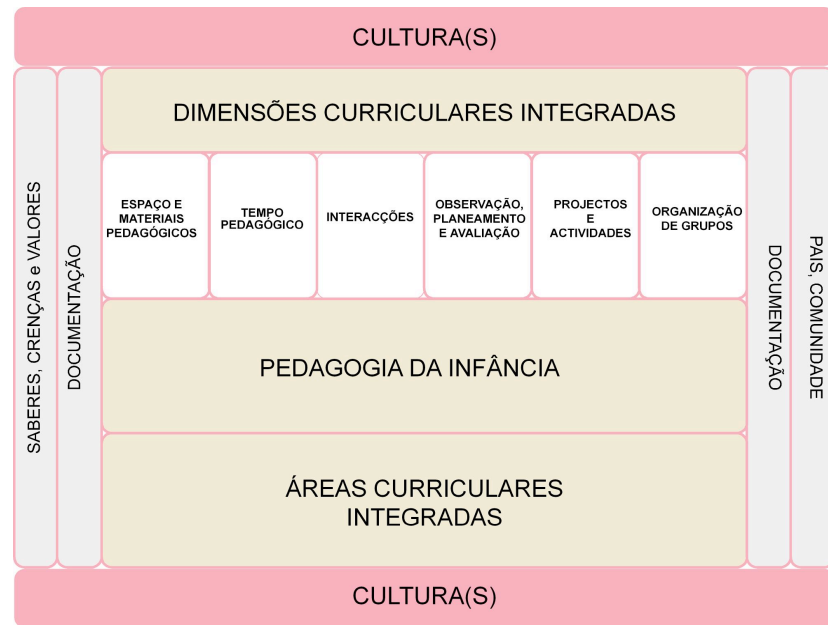 CULTURA(S)
SABERES, CRENÇAS e VALORES
DOCUMENTAÇÃO
DIMENSÕES CURRICULARES INTEGRADAS
ESPAÇO E
MATERIAIS
PEDAGÓGICOS
TEMPO
PEDAGÓGICO
INTERACÇÕES
OBSERVAÇÃO,
PLANEAMENTO
E AVALIAÇÃO
PROJECTOS
E
ACTIVIDADES
ORGANIZAÇÃO
DE GRUPOS
PEDAGOGIA DA INFÂNCIA
ÁREAS CURRICULARES
INTEGRADAS
DOCUMENTAÇÃO
PAIS, COMUNIDADE
CULTURA(S)